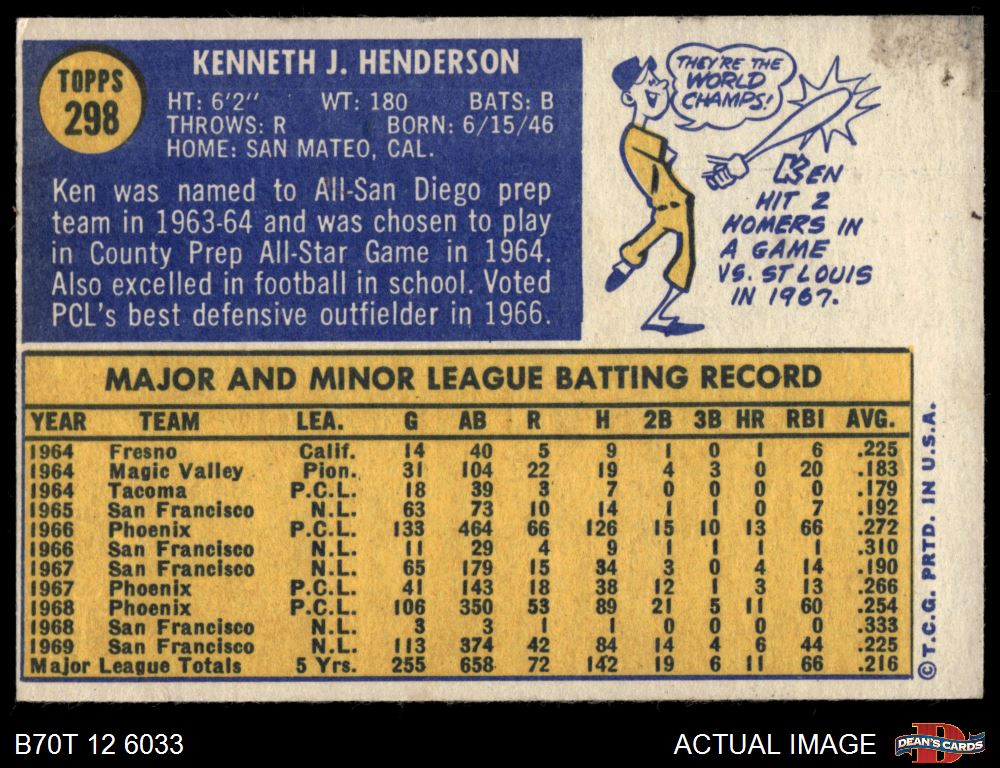 TOPPS
298
KENNETH J. HENDERSON
HT: 6'2" WT: 180 BATS: B
THROWS: R BORN: 6/15/46
HOME: SAN MATEO, CAL.
Ken was named to All-San Diego prep
team in 1963-64 and was chosen to play
in County Prep All-Star Game in 1964.
Also excelled in football in school. Voted
PCL's best defensive outfielder in 1966.
THEY'RE THE
WORLD
CHAMPS!
KEN
HIT 2
HOMERS IN
A GAME
VS. ST LOUIS
IN 1967.
MAJOR AND MINOR LEAGUE BATTING RECORD
YEAR TEAM LEA. G AB R H 2B 3B HR RBI AVG.
1964 Fresno Calif. 14 40 5 9 1 0 1 6 .225
1964 Magic Valley Pion. 31 104 22 19 4 3 0 20 .183
1964 Tacoma P.C.L. 18 39 3 7 0 0 0 0 .179
1965 San Francisco N.L. 63 73 10 14 1 1 0 7 .192
1966 Phoenix P.C.L. 133 464 66 126 15 10 13 66 .272
1966 San Francisco N.L. 11 29 4 9 1 1 1 1 .310
1967 San Francisco N.L. 65 179 15 34 3 0 4 14 .190
1967 Phoenix P.C.L. 41 143 18 38 12 1 3 13 .266
1968 Phoenix P.C.L. 106 350 53 89 21 5 11 60 .254
1968 San Francisco N.L. 3 3 1 1 0 0 0 0 .333
1969 San Francisco N.L. 113 374 42 84 14 4 6 44 .225
Major League Totals 5 Yrs. 255 658 72 142 19 6 11 66 .216
© T.C.G. PRTD. IN U.S.A.
B70T 12 6033
ACTUAL IMAGE
D
DEAN'S CARDS